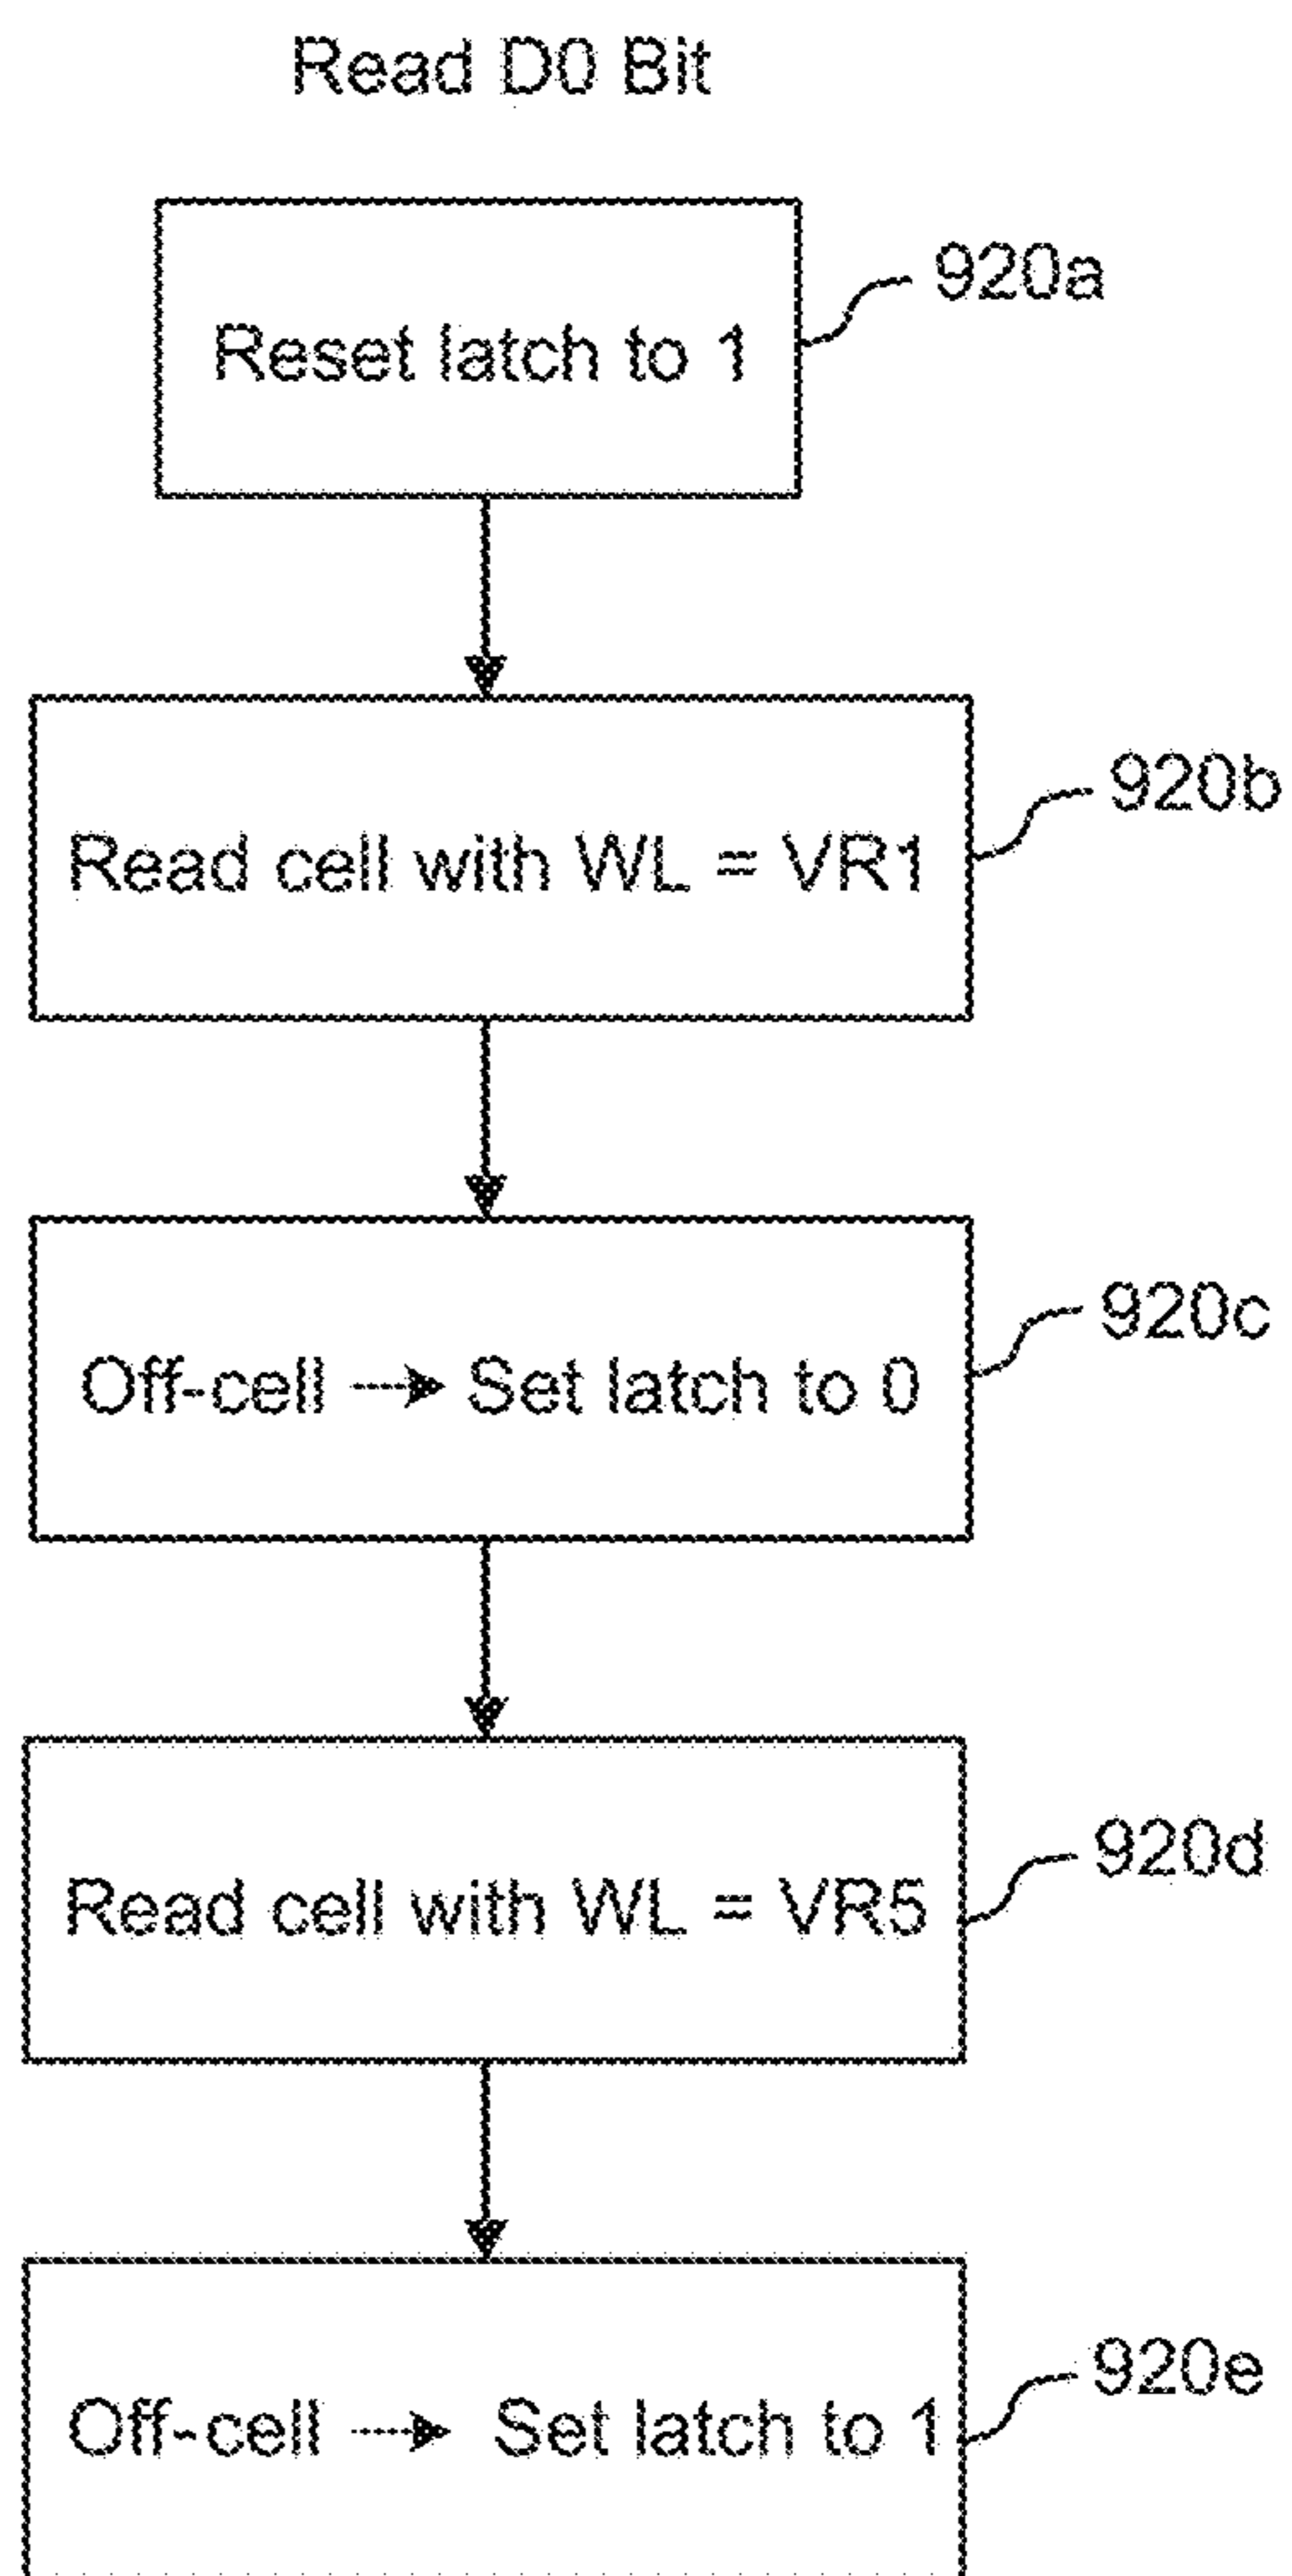 Read D0 Bit
Reset latch to 1
920a
Read cell with WL = VR1
920b
Off-cell → Set latch to 0
920c
Read cell with WL = VR5
920d
Off-cell → Set latch to 1
920e